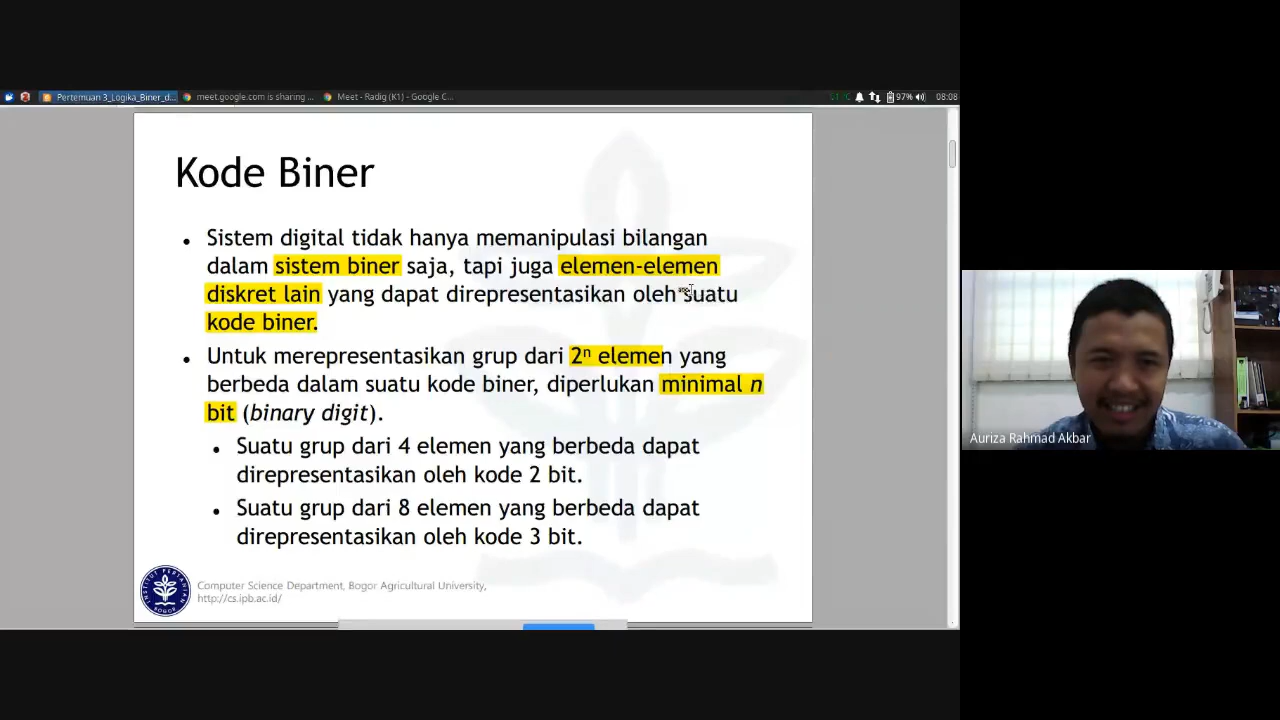 Pertemuan 3_Logika_Biner_d...
meet.google.com is sharing ...
Meet - Radig (K1) - Google C...
97%
08:08
Kode Biner
• Sistem digital tidak hanya memanipulasi bilangan
dalam sistem biner saja, tapi juga elemen-elemen
diskret lain yang dapat direpresentasikan oleh suatu
kode biner.
• Untuk merepresentasikan grup dari 2ⁿ elemen yang
berbeda dalam suatu kode biner, diperlukan minimal n
bit (binary digit).
• Suatu grup dari 4 elemen yang berbeda dapat
direpresentasikan oleh kode 2 bit.
• Suatu grup dari 8 elemen yang berbeda dapat
direpresentasikan oleh kode 3 bit.
INSTITUT PERTANIAN
BOGOR
Computer Science Department, Bogor Agricultural University,
http://cs.ipb.ac.id/
Auriza Rahmad Akbar